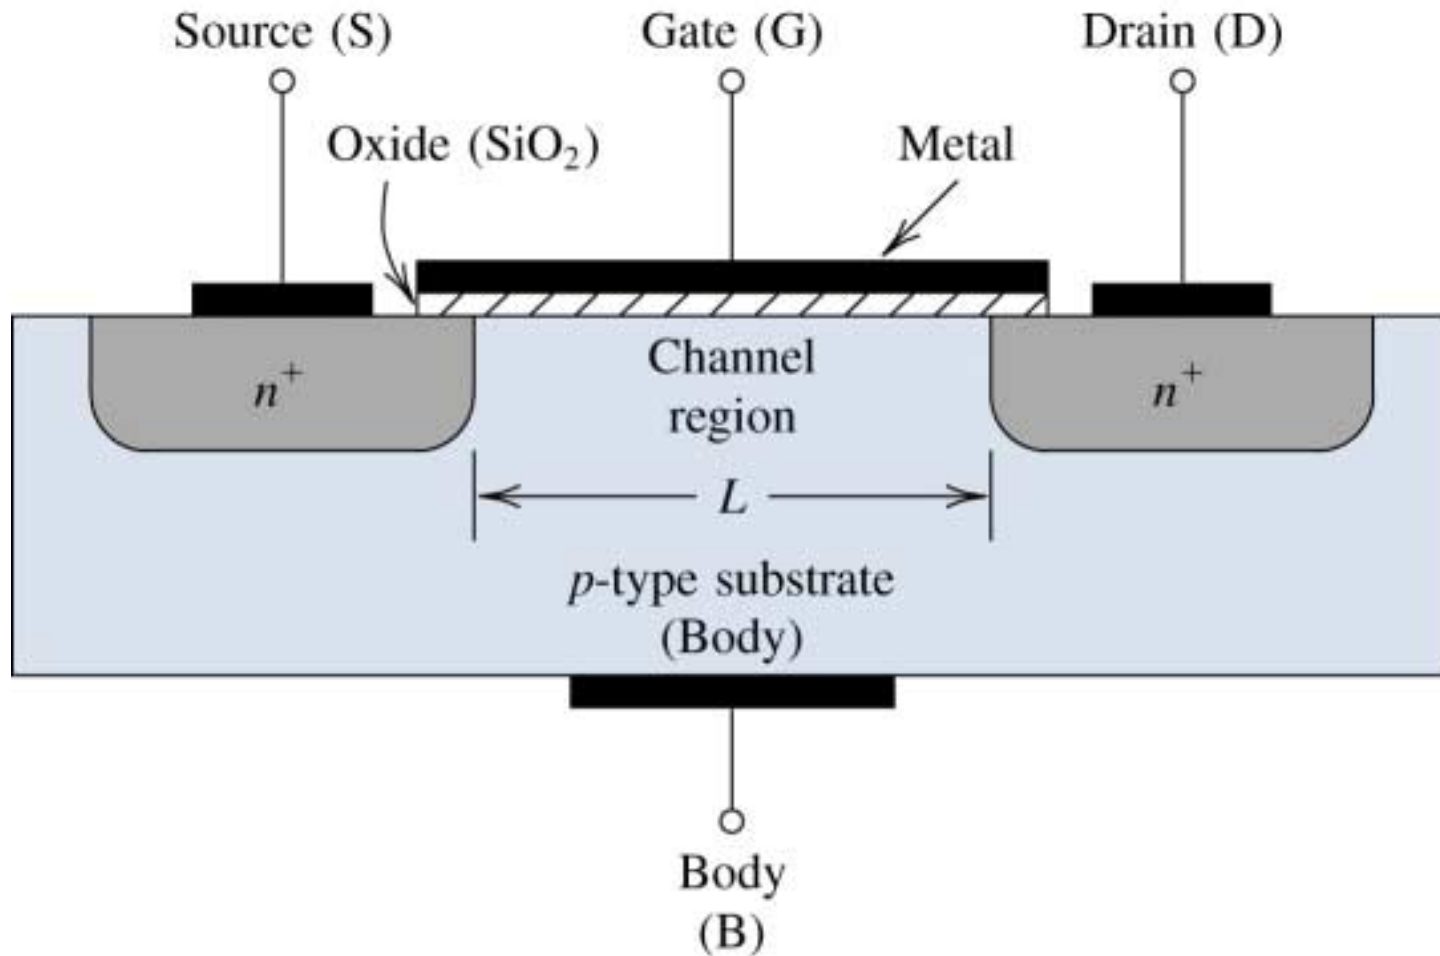 Source (S)
Gate (G)
Drain (D)
Oxide (SiO₂)
Metal
Channel
region
n⁺
n⁺
L
p-type substrate
(Body)
Body
(B)